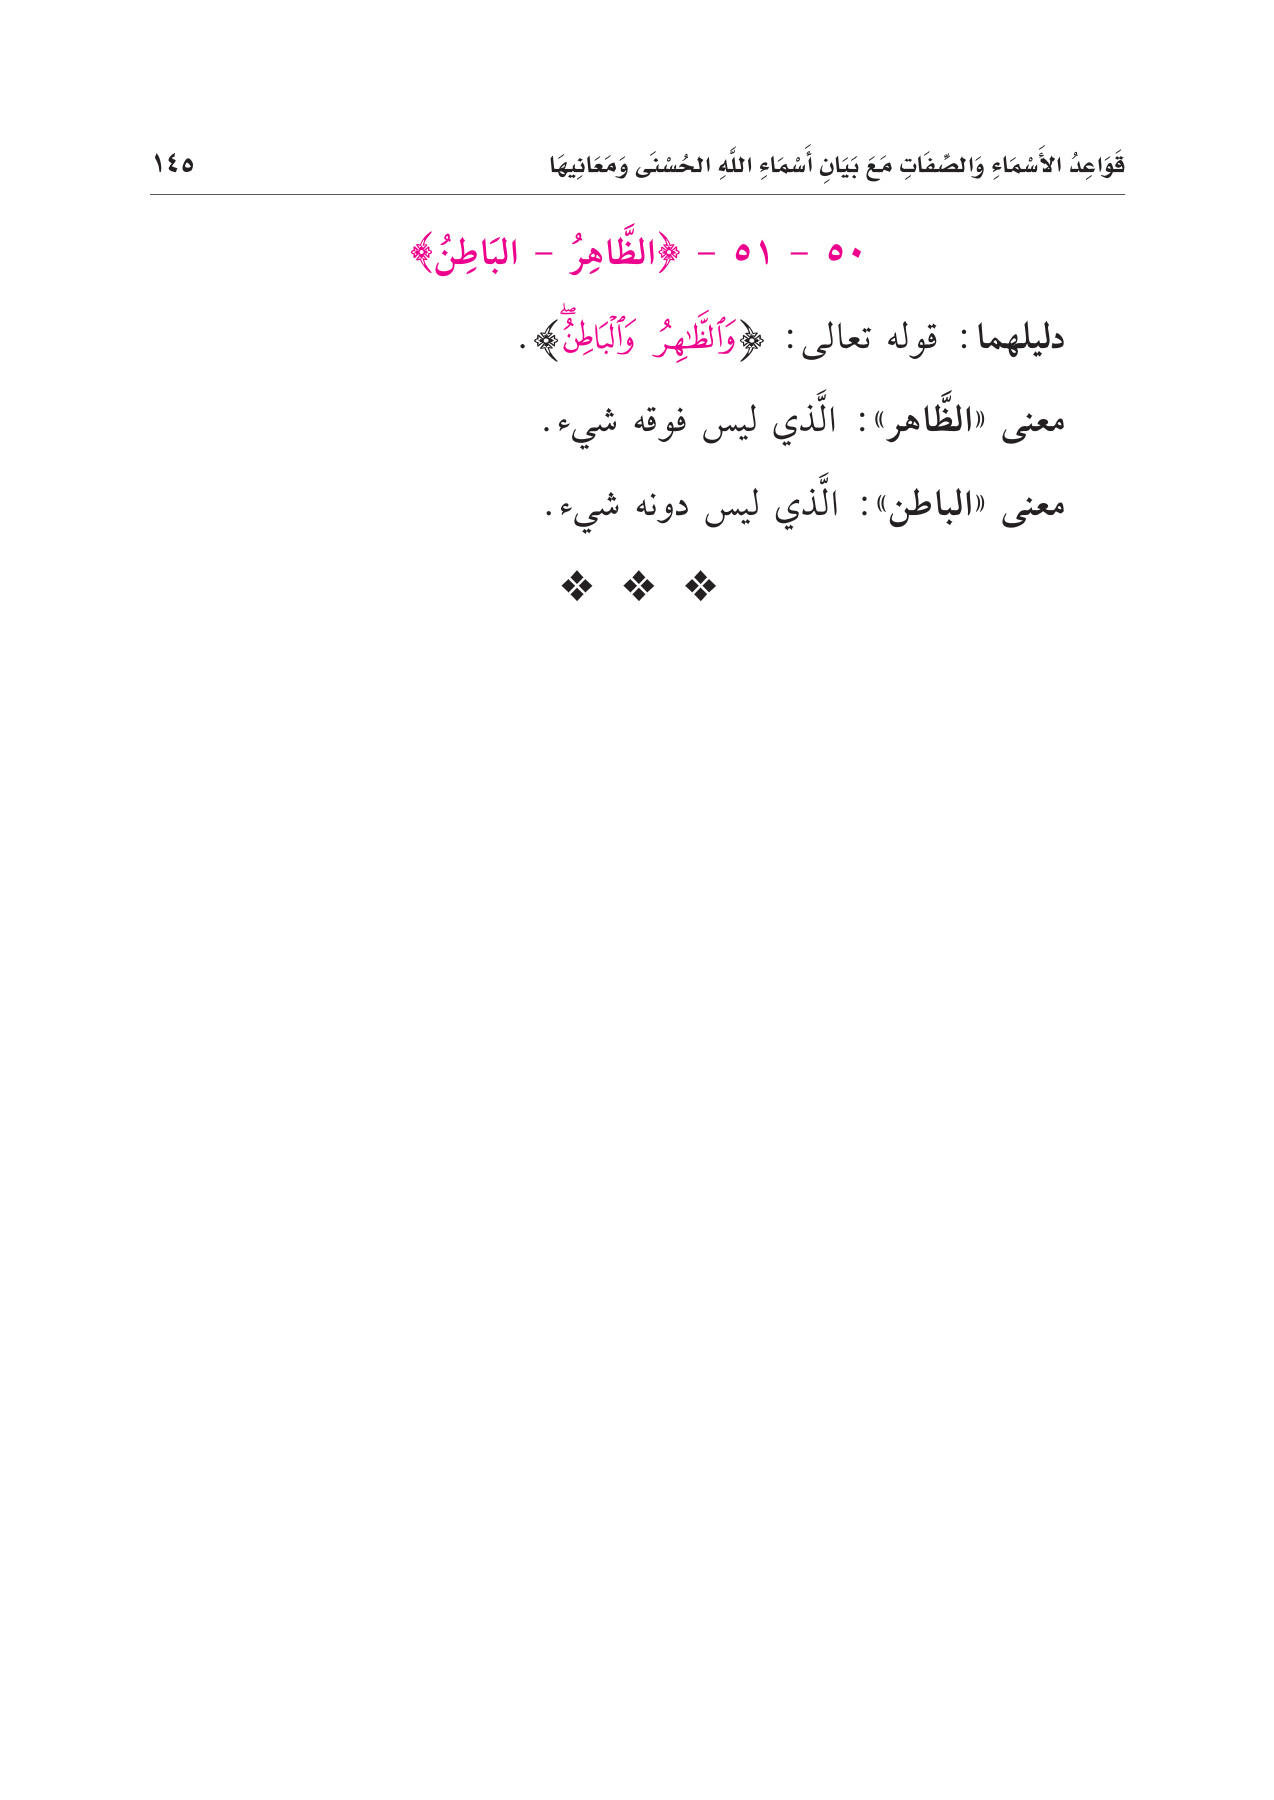 قَوَاعِدُ الأَسْمَاءِ وَالصِّفَاتِ مَعَ بَيَانِ أَسْمَاءِ اللَّهِ الحُسْنَى وَمَعَانِيهَا ١٤٥
٥٠ - ٥١ - ﴿الظَّاهِرُ - البَاطِنُ﴾
دليلهما: قوله تعالى: ﴿وَٱلظَّـٰهِرُ وَٱلْبَاطِنُۖ﴾.
معنى «الظَّاهر»: الَّذي ليس فوقه شيء.
معنى «الباطن»: الَّذي ليس دونه شيء.
❖ ❖ ❖